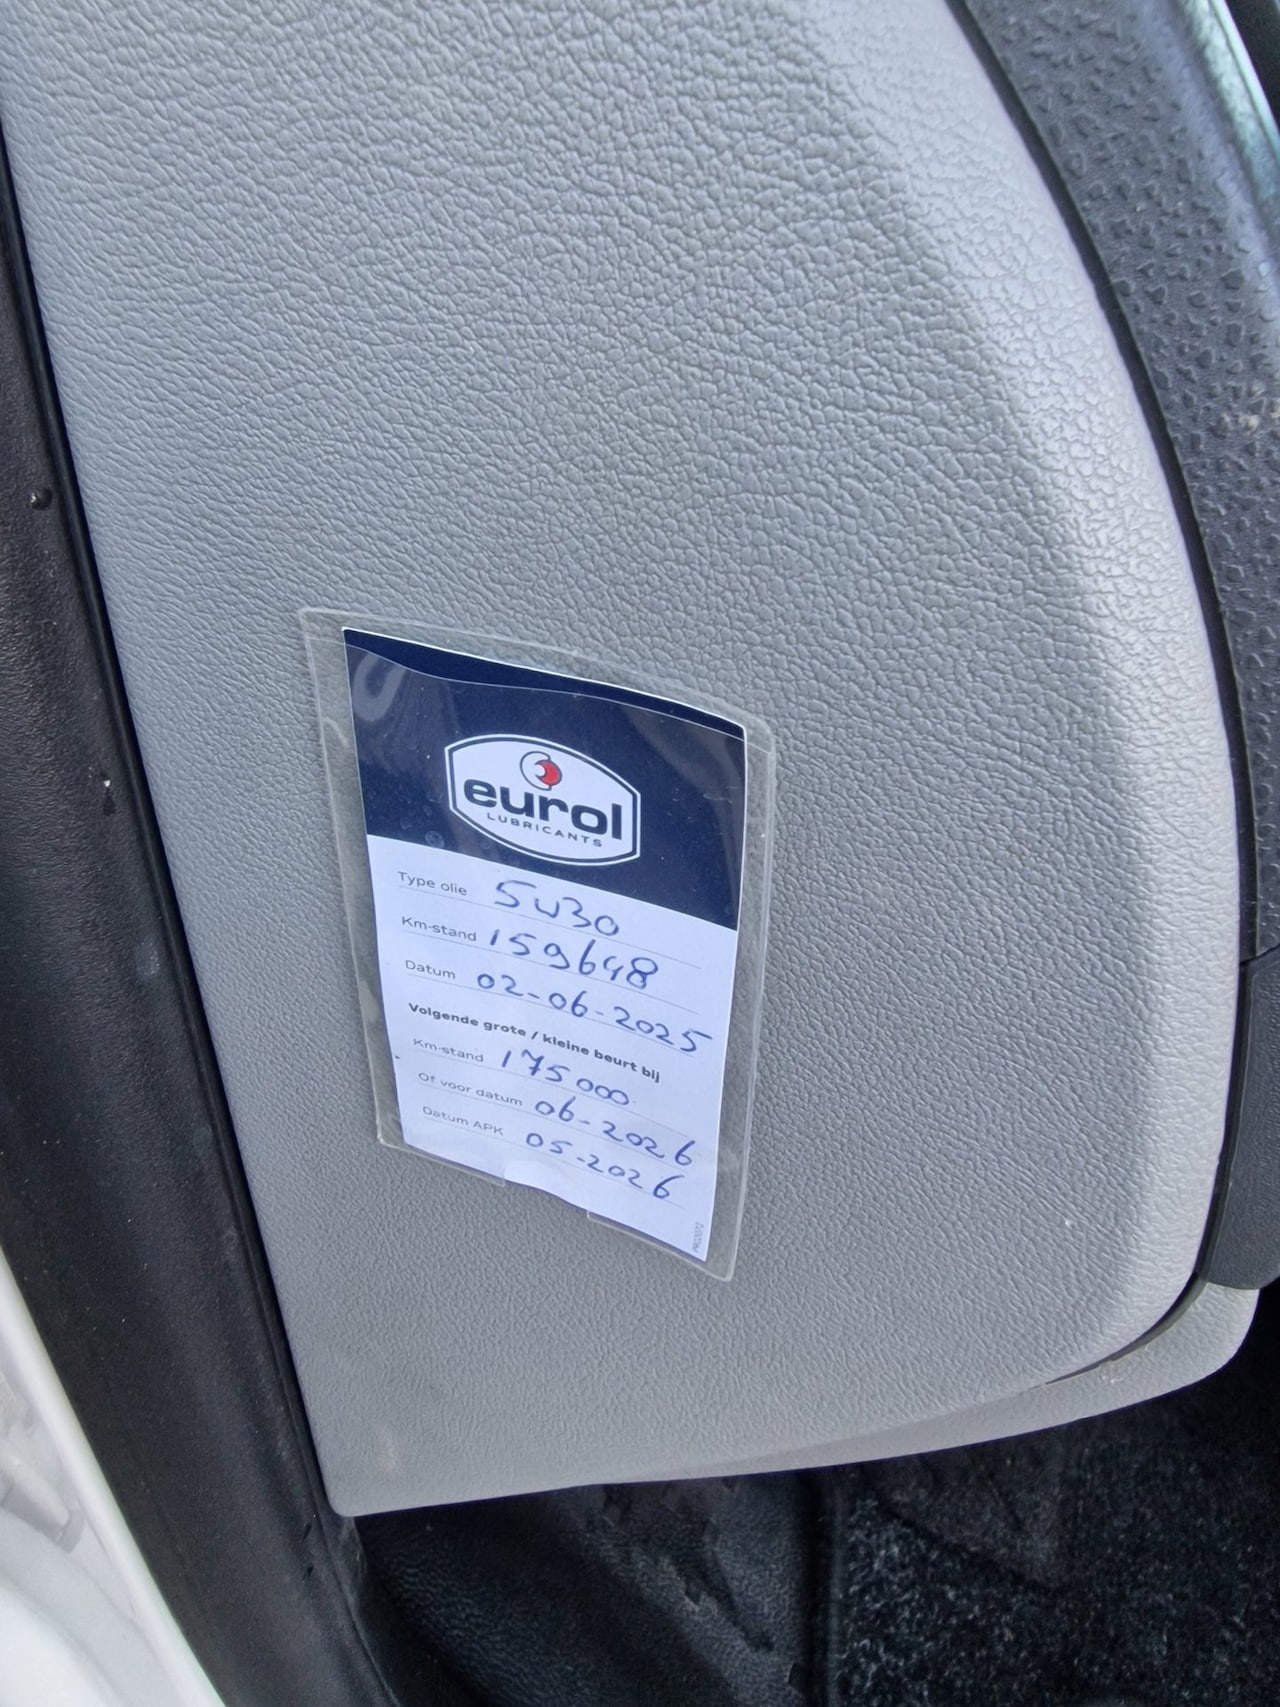 eurol
LUBRICANTS
Type olie 5w30
Km-stand 159648
Datum 02-06-2025
Volgende grote / kleine beurt bij
Km-stand 175000
Of voor datum 06-2026
Datum APK 05-2026